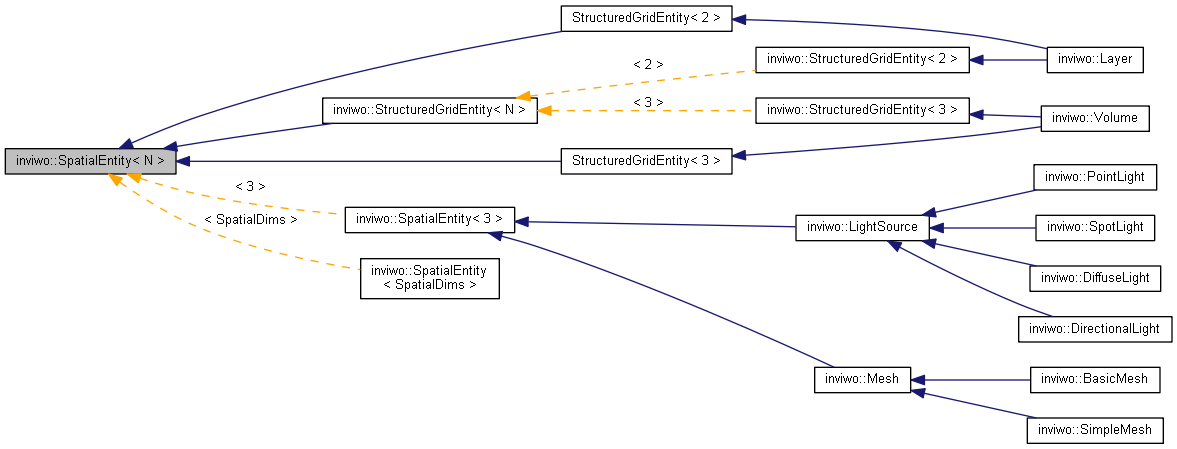 StructuredGridEntity< 2 >
inviwo::StructuredGridEntity< 2 >
inviwo::Layer
< 2 >
inviwo::StructuredGridEntity< N >
< 3 >
inviwo::StructuredGridEntity< 3 >
inviwo::Volume
inviwo::SpatialEntity< N >
StructuredGridEntity< 3 >
< 3 >
< SpatialDims >
inviwo::SpatialEntity< 3 >
inviwo::SpatialEntity
< SpatialDims >
inviwo::LightSource
inviwo::PointLight
inviwo::SpotLight
inviwo::DiffuseLight
inviwo::DirectionalLight
inviwo::Mesh
inviwo::BasicMesh
inviwo::SimpleMesh